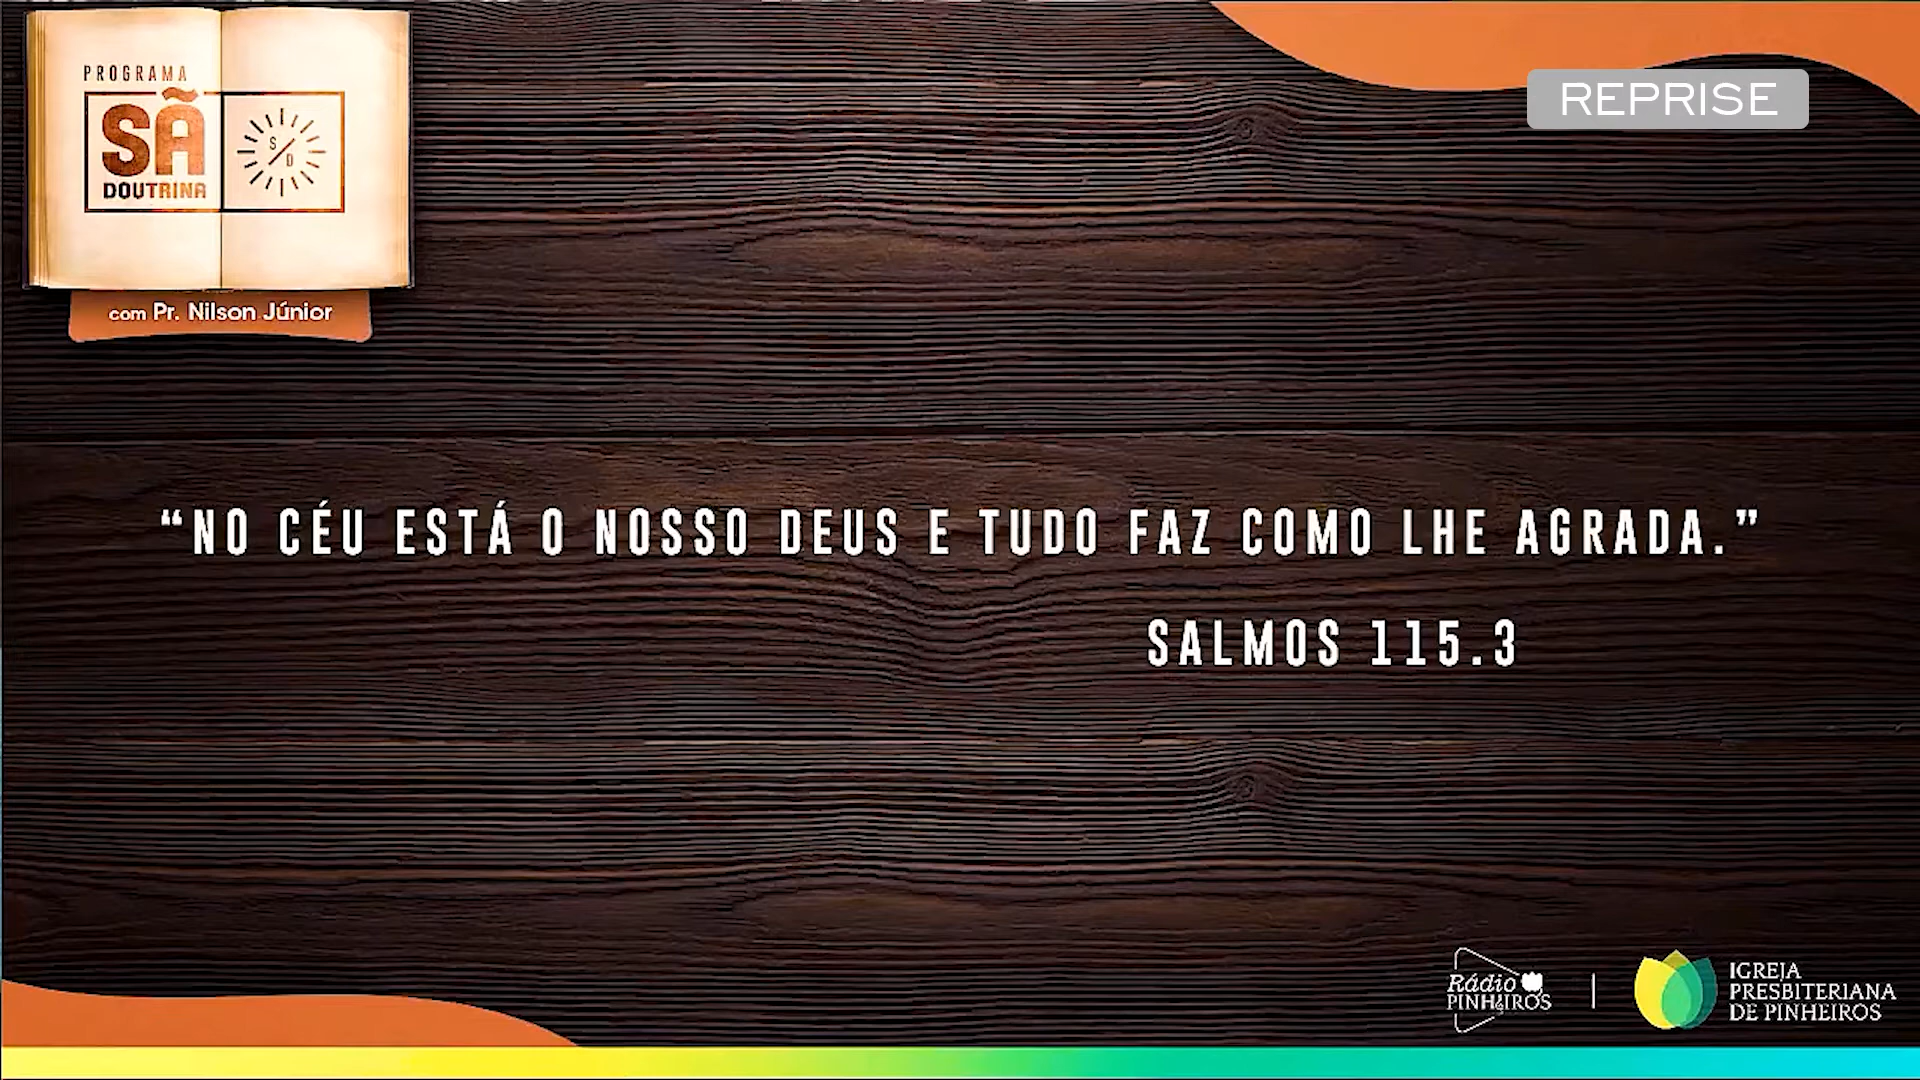 PROGRAMA
SÃ
DOUTRINA
S/D
com Pr. Nilson Júnior
REPRISE
“NO CÉU ESTÁ O NOSSO DEUS E TUDO FAZ COMO LHE AGRADA.”
SALMOS 115.3
Rádio
PINHEIROS
IGREJA
PRESBITERIANA
DE PINHEIROS